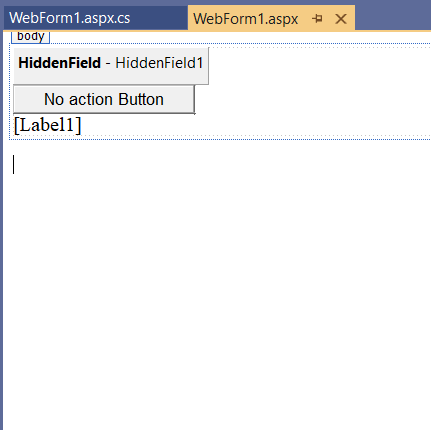 WebForm1.aspx.cs
WebForm1.aspx
body
HiddenField - HiddenField1
No action Button
[Label1]